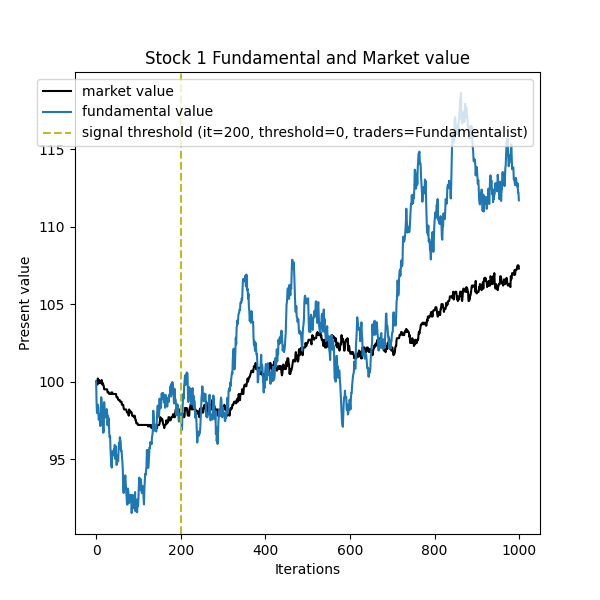 Stock 1 Fundamental and Market value
market value
fundamental value
signal threshold (it=200, threshold=0, traders=Fundamentalist)
Present value
115
110
105
100
95
0 200 400 600 800 1000
Iterations